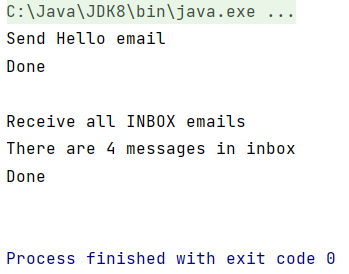 C:\Java\JDK8\bin\java.exe ...
Send Hello email
Done
Receive all INBOX emails
There are 4 messages in inbox
Done
Process finished with exit code 0